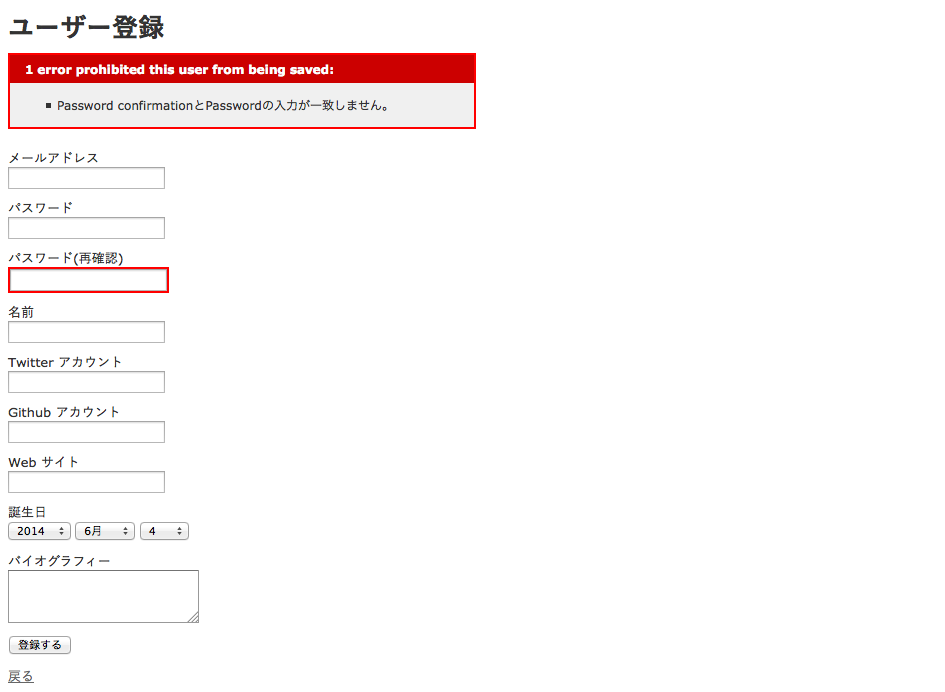 ユーザー登録
1 error prohibited this user from being saved:
Password confirmationとPasswordの入力が一致しません。
メールアドレス
パスワード
パスワード(再確認)
名前
Twitter アカウント
Github アカウント
Web サイト
誕生日
2014 6月 4
バイオグラフィー
登録する
戻る